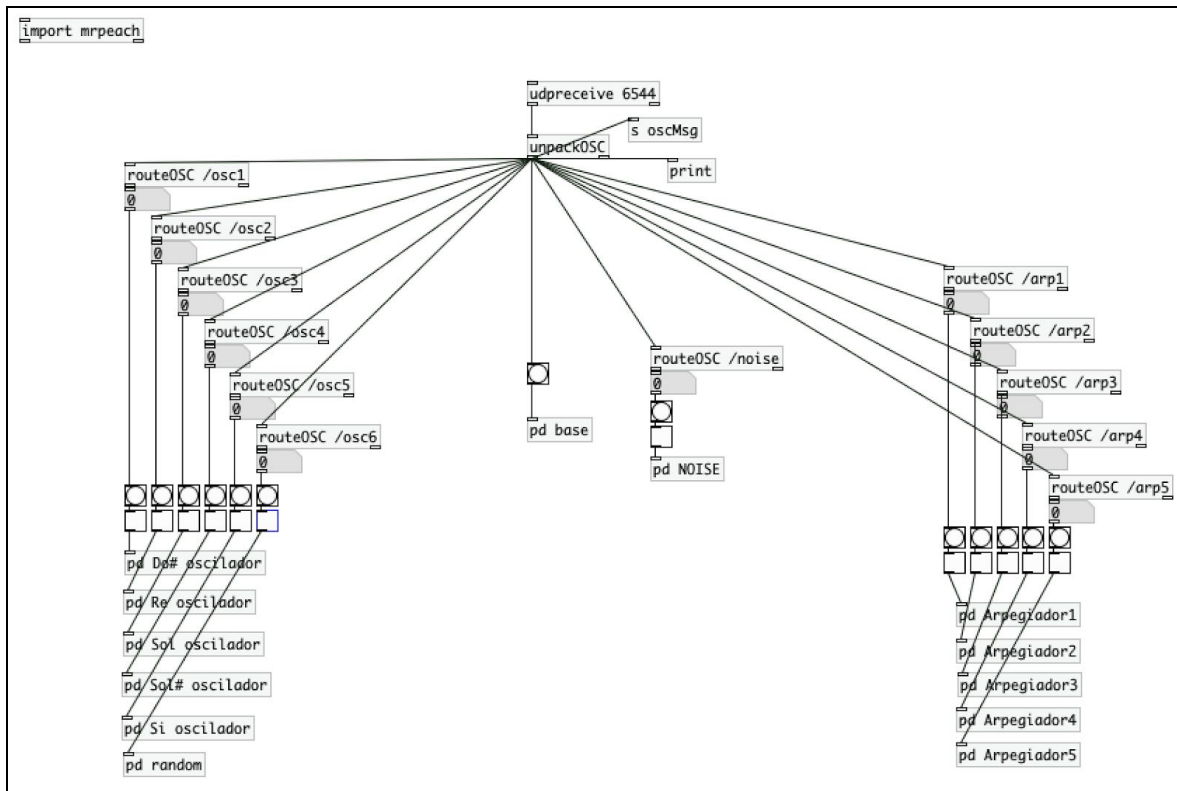 import mrpeach
udpreceive 6544
s oscMsg
unpackOSC
print
routeOSC /osc1
0
routeOSC /osc2
0
routeOSC /osc3
0
routeOSC /osc4
0
routeOSC /osc5
0
routeOSC /osc6
0
pd Do# oscilador
pd Re oscilador
pd Sol oscilador
pd Sol# oscilador
pd Si oscilador
pd random
pd base
routeOSC /noise
0
pd NOISE
routeOSC /arp1
0
routeOSC /arp2
0
routeOSC /arp3
0
routeOSC /arp4
0
routeOSC /arp5
0
pd Arpegiador1
pd Arpegiador2
pd Arpegiador3
pd Arpegiador4
pd Arpegiador5